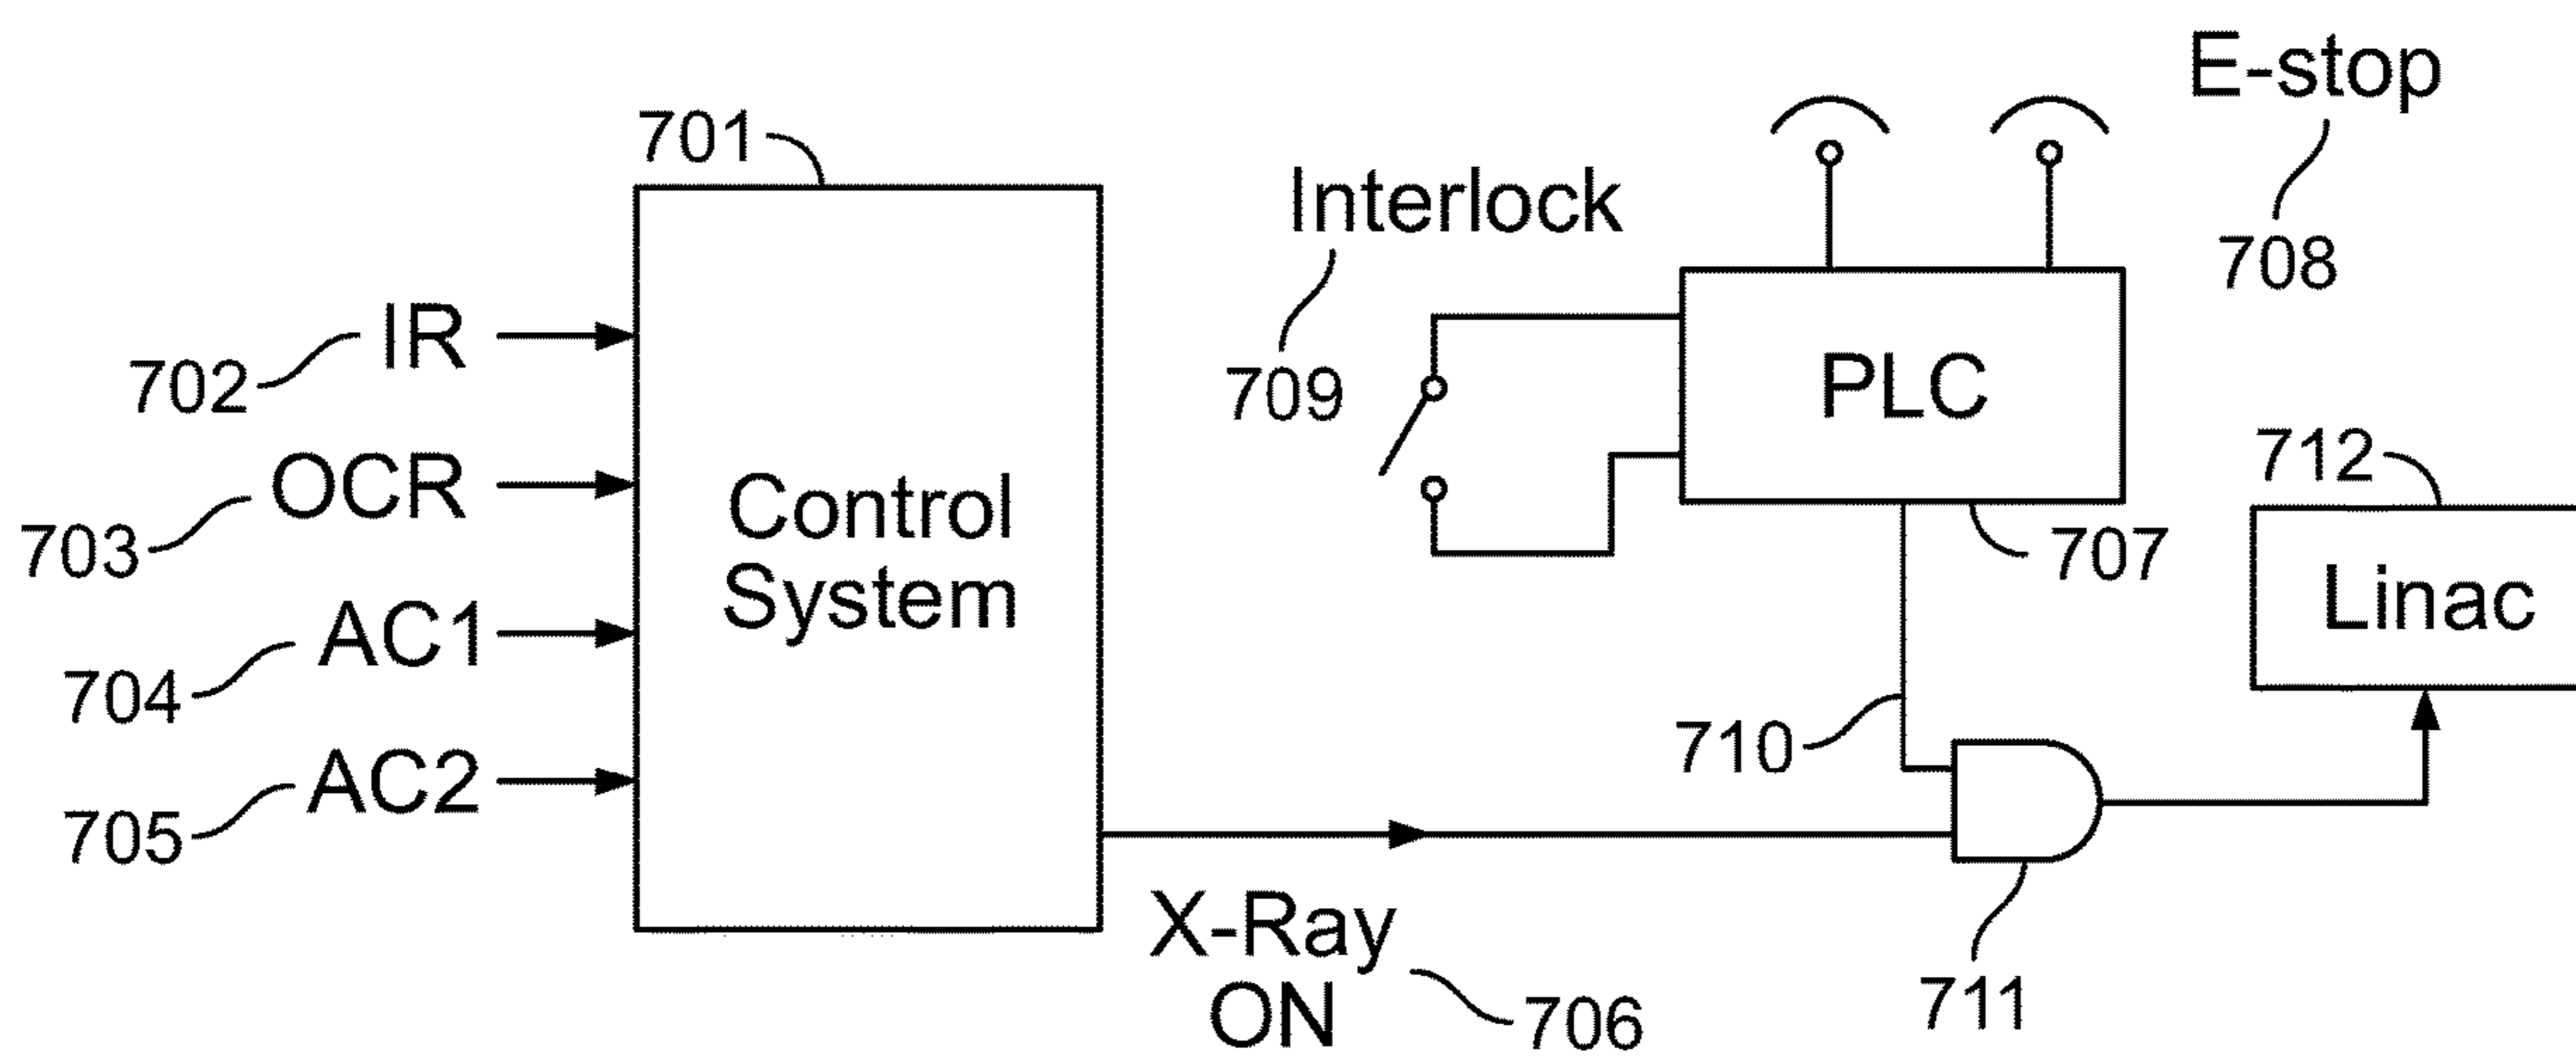 E-stop
708
701
Interlock
709
702
IR
703
OCR
704
AC1
705
AC2
Control
System
PLC
707
712
Linac
710
711
X-Ray
ON
706